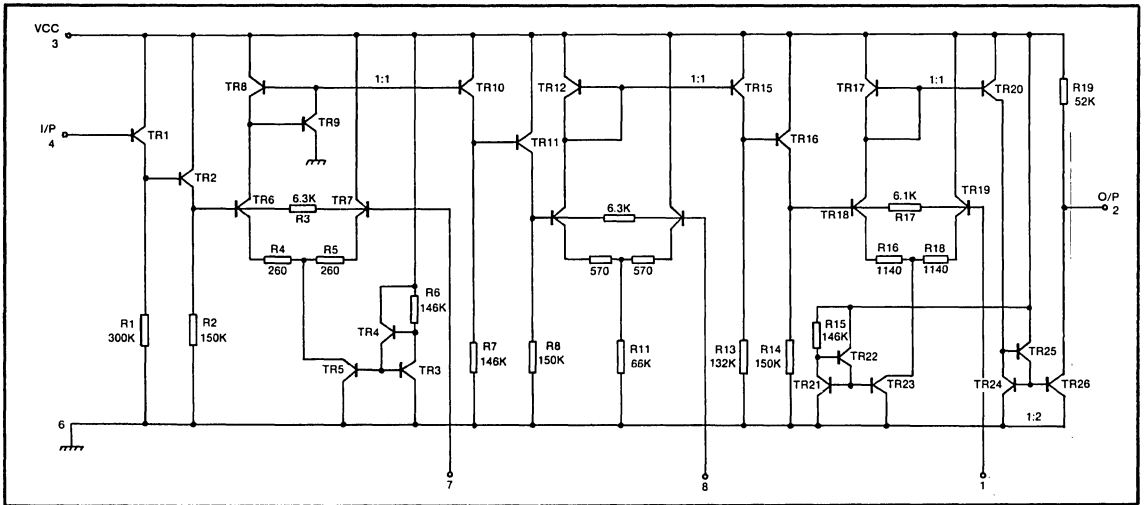 VCC
3
I/P
4
TR1
TR2
TR8
TR9
1:1
TR10
TR11
TR12
1:1
TR15
TR16
TR17
1:1
TR20
R19
52K
TR6
6.3K
R3
TR7
6.3K
TR18
6.1K
R17
TR19
O/P
2
R4
260
R5
260
570
570
R16
1140
R18
1140
R1
300K
R2
150K
TR4
R6
146K
TR5
TR3
R7
146K
R8
150K
R11
66K
R13
132K
R14
150K
R15
146K
TR22
TR21
TR23
TR25
TR24
TR26
1:2
6
7
8
1